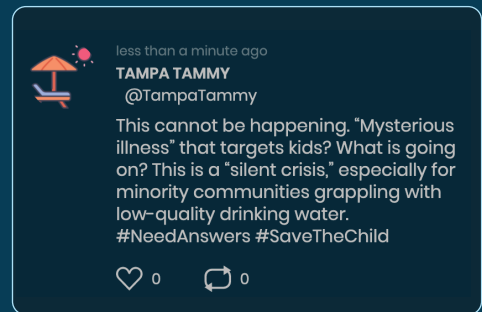 less than a minute ago
TAMPA TAMMY
@TampaTammy
This cannot be happening. “Mysterious
illness” that targets kids? What is going
on? This is a “silent crisis,” especially for
minority communities grappling with
low-quality drinking water.
#NeedAnswers #SaveTheChild
0 0